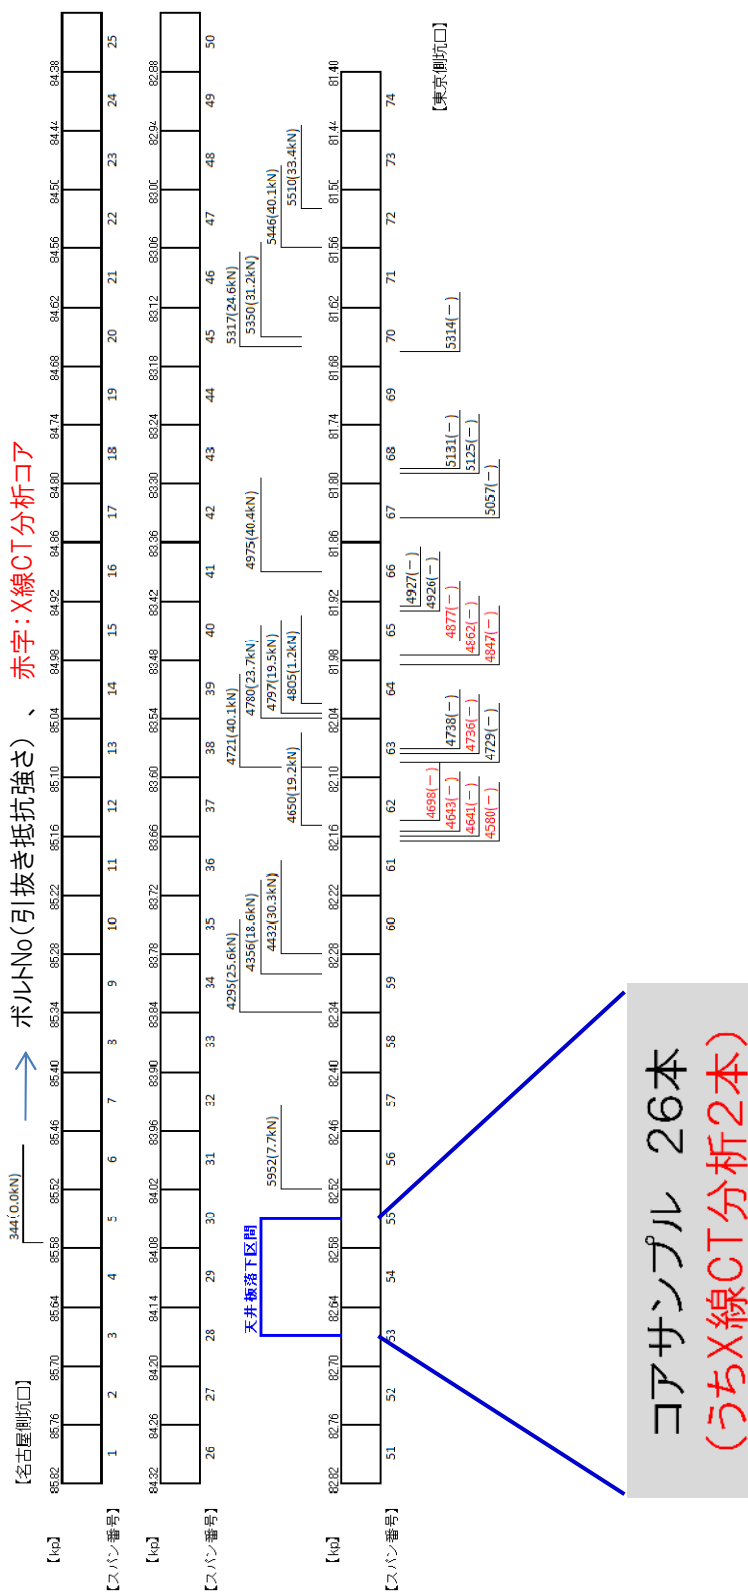 344(0.0kN)
ボルトNo(引抜き抵抗強さ) 、 赤字:X線CT分析コア
【名古屋側坑口】
【kp】 85.82 85.76 85.70 85.64 85.58 85.52 85.46 85.40 85.34 85.28 85.22 85.16 85.10 85.04 84.98 84.92 84.86 84.80 84.74 84.68 84.62 84.56 84.50 84.44 84.38
【スパン番号】 1 2 3 4 5 6 7 8 9 10 11 12 13 14 15 16 17 18 19 20 21 22 23 24 25
【kp】 84.32 84.26 84.20 84.14 84.08 84.02 83.96 83.90 83.84 83.78 83.72 83.66 83.60 83.54 83.48 83.42 83.36 83.30 83.24 83.18 83.12 83.06 83.00 82.94 82.88
【スパン番号】 26 27 28 29 30 31 32 33 34 35 36 37 38 39 40 41 42 43 44 45 46 47 48 49 50
4295(25.6kN) 4721(40.1kN) 5317(24.6kN)
天井板落下区間 4356(18.6kN) 4780(23.7kN) 4975(40.4kN) 5350(31.2kN)
5952(7.7kN) 4432(30.3kN) 4797(19.5kN) 5446(40.1kN)
4650(19.2kN) 4805(1.2kN) 5510(33.4kN)
【kp】 82.82 82.76 82.70 82.64 82.58 82.52 82.46 82.40 82.34 82.28 82.22 82.16 82.10 82.04 81.98 81.92 81.86 81.80 81.74 81.68 81.62 81.56 81.50 81.44 81.40
【スパン番号】 51 52 53 54 55 56 57 58 59 60 61 62 63 64 65 66 67 68 69 70 71 72 73 74
4927(-)
4698(-) 4926(-) 【東京側坑口】
4643(-) 4738(-) 4877(-) 5131(-) 5314(-)
4641(-) 4736(-) 4862(-) 5125(-)
4580(-) 4729(-) 4847(-) 5057(-)
コアサンプル 26本
(うちX線CT分析2本)